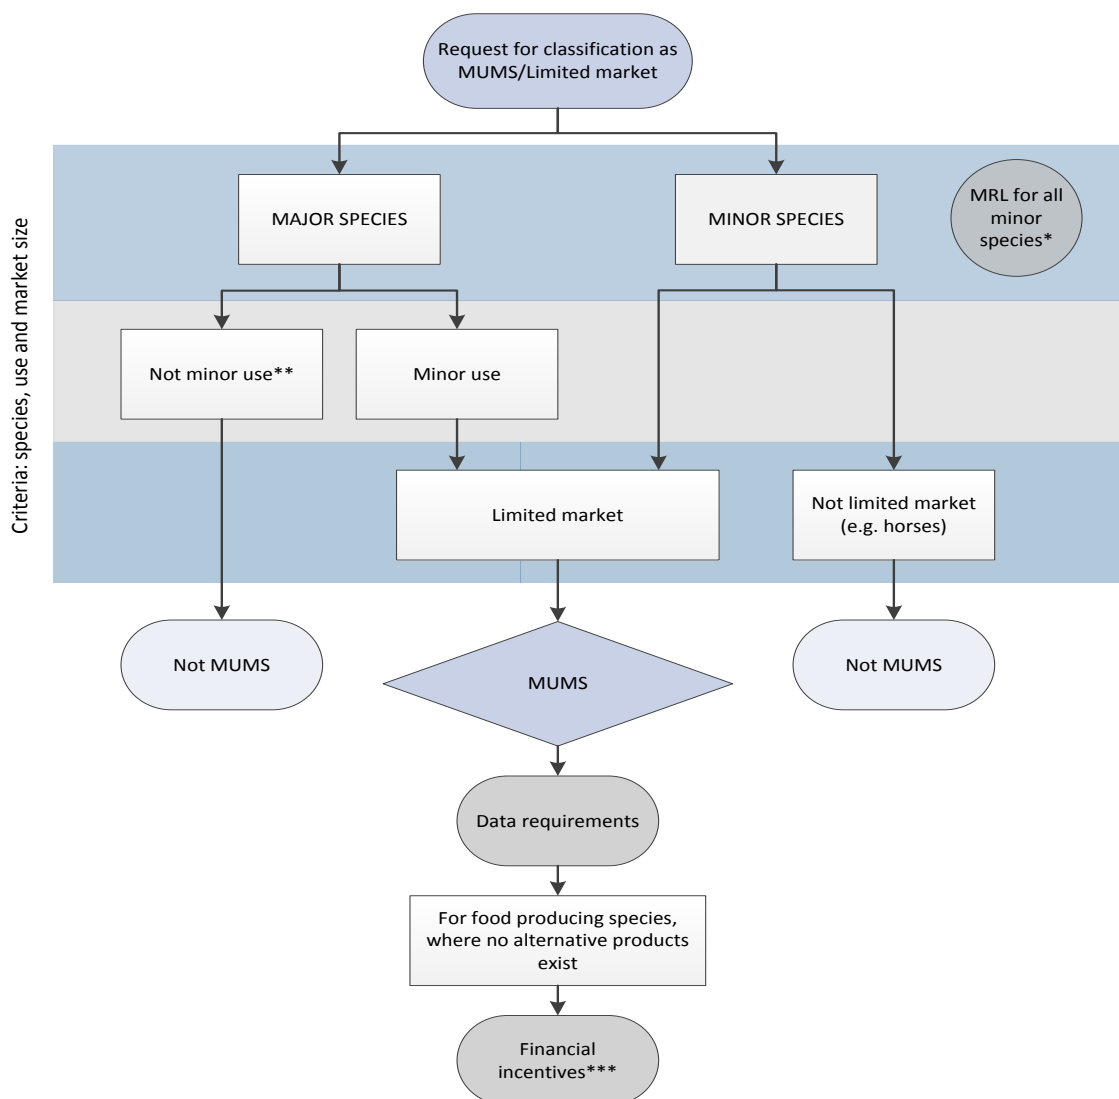 Request for classification as
MUMS/Limited market
Criteria: species, use and market size
MAJOR SPECIES
MINOR SPECIES
MRL for all
minor
species*
Not minor use**
Minor use
Limited market
Not limited market
(e.g. horses)
Not MUMS
MUMS
Not MUMS
Data requirements
For food producing species,
where no alternative products
exist
Financial
incentives***